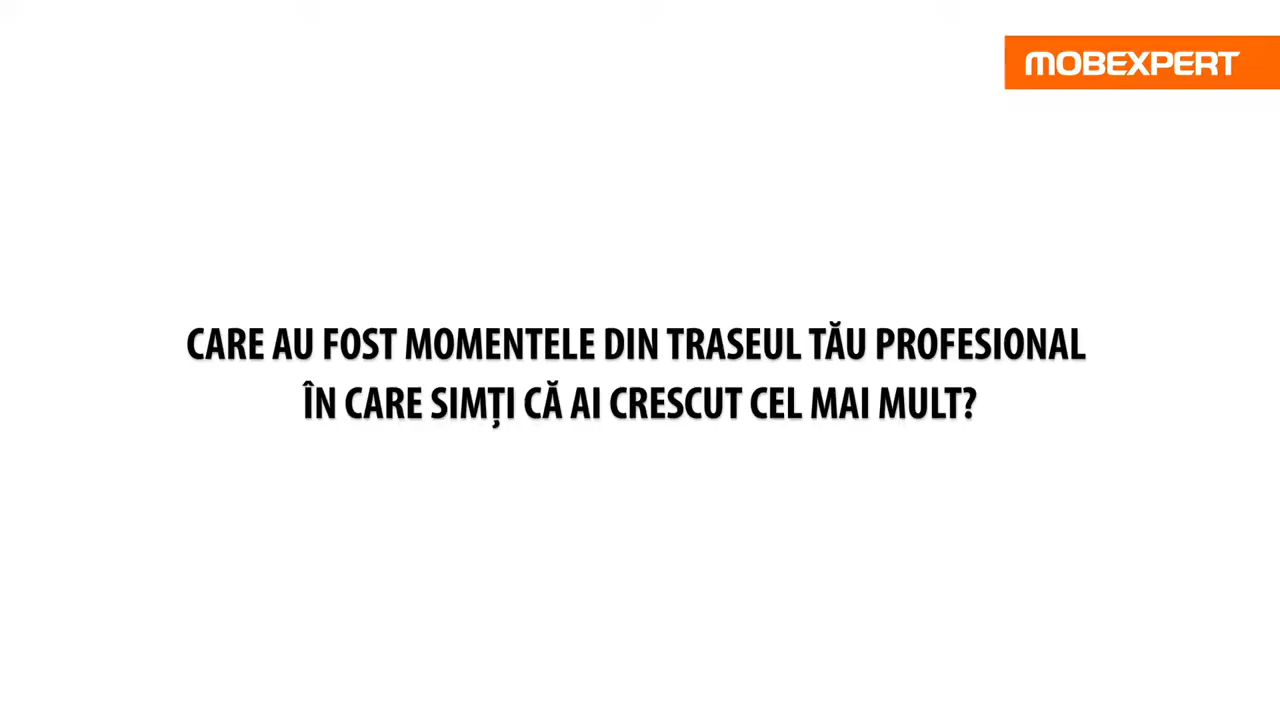 MOBEXPERT
CARE AU FOST MOMENTELE DIN TRASEUL TĂU PROFESIONAL
ÎN CARE SIMȚI CĂ AI CRESCUT CEL MAI MULT?